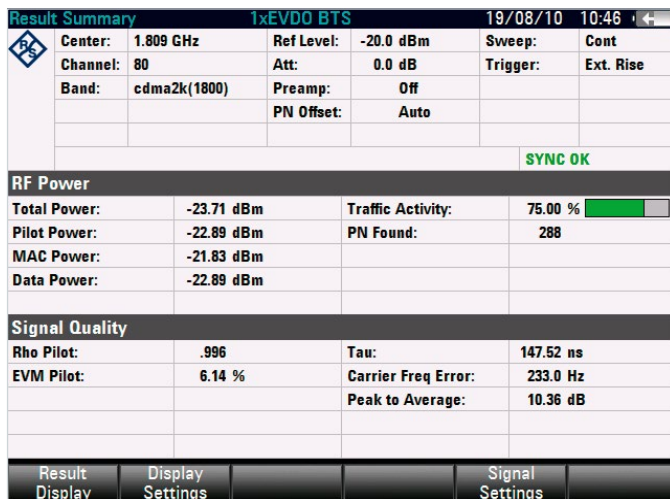 Result Summary 1xEVDO BTS 19/08/10 10:46
R&S Center: 1.809 GHz Ref Level: -20.0 dBm Sweep: Cont
Channel: 80 Att: 0.0 dB Trigger: Ext. Rise
Band: cdma2k(1800) Preamp: Off
PN Offset: Auto
SYNC OK
RF Power
Total Power: -23.71 dBm Traffic Activity: 75.00 %
Pilot Power: -22.89 dBm PN Found: 288
MAC Power: -21.83 dBm
Data Power: -22.89 dBm
Signal Quality
Rho Pilot: .996 Tau: 147.52 ns
EVM Pilot: 6.14 % Carrier Freq Error: 233.0 Hz
Peak to Average: 10.36 dB
Result Display Signal
Display Settings Settings